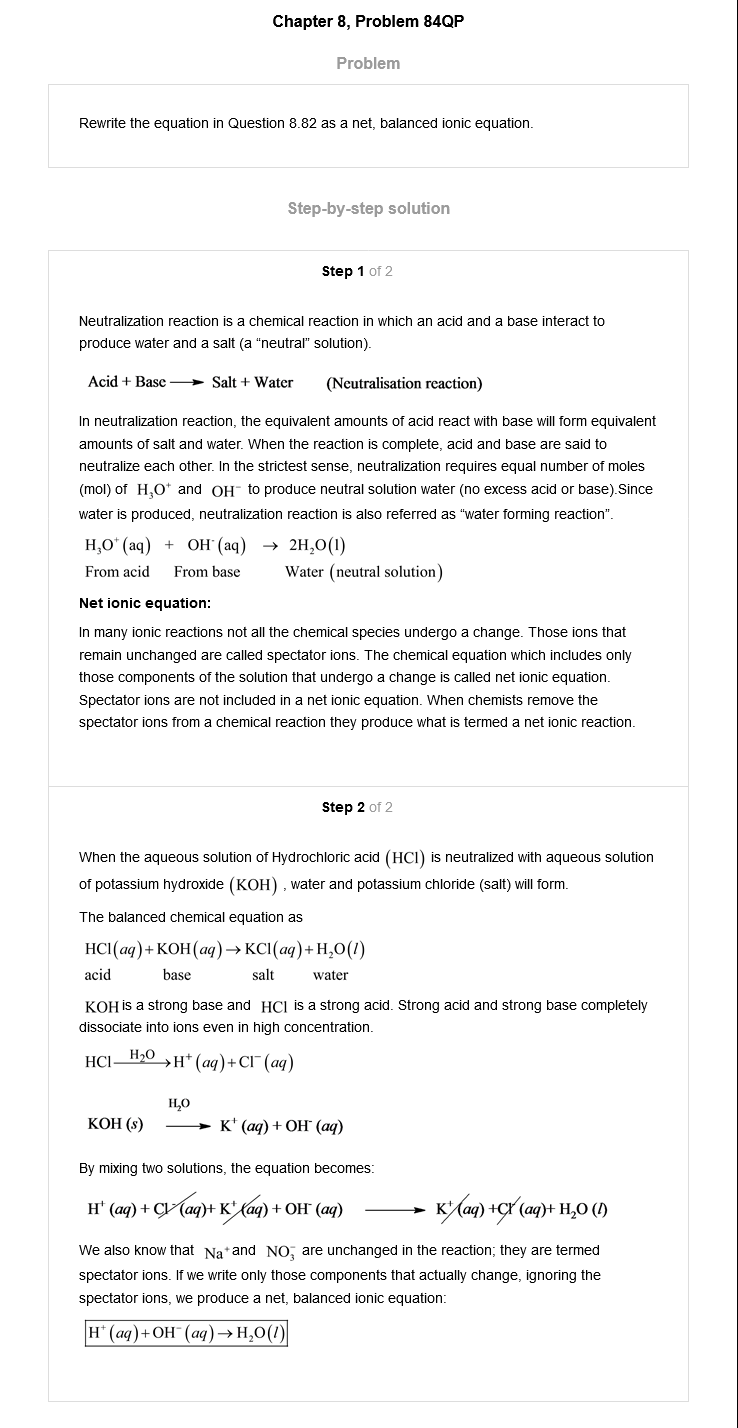 Chapter 8, Problem 84QP
Problem
Rewrite the equation in Question 8.82 as a net, balanced ionic equation.
Step-by-step solution
Step 1 of 2
Neutralization reaction is a chemical reaction in which an acid and a base interact to
produce water and a salt (a “neutral” solution).
Acid + Base ⟶ Salt + Water (Neutralisation reaction)
In neutralization reaction, the equivalent amounts of acid react with base will form equivalent
amounts of salt and water. When the reaction is complete, acid and base are said to
neutralize each other. In the strictest sense, neutralization requires equal number of moles
(mol) of H₃O⁺ and OH⁻ to produce neutral solution water (no excess acid or base).Since
water is produced, neutralization reaction is also referred as “water forming reaction”.
H₃O⁺(aq) + OH⁻(aq) → 2H₂O(l)
From acid From base Water (neutral solution)
Net ionic equation:
In many ionic reactions not all the chemical species undergo a change. Those ions that
remain unchanged are called spectator ions. The chemical equation which includes only
those components of the solution that undergo a change is called net ionic equation.
Spectator ions are not included in a net ionic equation. When chemists remove the
spectator ions from a chemical reaction they produce what is termed a net ionic reaction.
Step 2 of 2
When the aqueous solution of Hydrochloric acid (HCl) is neutralized with aqueous solution
of potassium hydroxide (KOH) , water and potassium chloride (salt) will form.
The balanced chemical equation as
HCl(aq)+KOH(aq)→KCl(aq)+H₂O(l)
acid base salt water
KOH is a strong base and HCl is a strong acid. Strong acid and strong base completely
dissociate into ions even in high concentration.
HCl —H₂O→ H⁺(aq)+Cl⁻(aq)
H₂O
KOH (s) ⟶ K⁺ (aq) + OH⁻ (aq)
By mixing two solutions, the equation becomes:
H⁺ (aq) + Cl⁻ (aq)+ K⁺ (aq) + OH⁻ (aq) ⟶ K⁺ (aq) +Cl⁻ (aq)+ H₂O (l)
We also know that Na⁺ and NO₃⁻ are unchanged in the reaction; they are termed
spectator ions. If we write only those components that actually change, ignoring the
spectator ions, we produce a net, balanced ionic equation:
H⁺(aq)+OH⁻(aq)→H₂O(l)